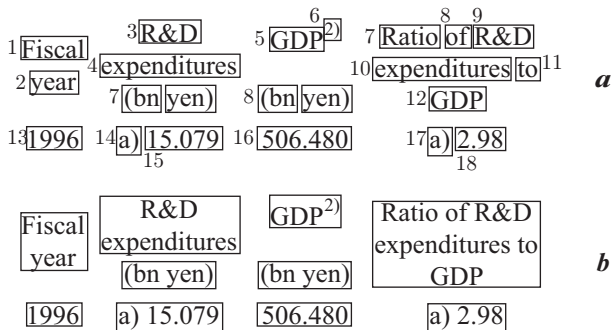 3 R&D 6 8 9
1 Fiscal 5 GDP 2) 7 Ratio of R&D
4 expenditures 10 expenditures to 11
2 year a
7 (bn yen) 8 (bn yen) 12 GDP
13 1996 14 a) 15.079 16 506.480 17 a) 2.98
15 18
Fiscal year
R&D expenditures
(bn yen)
GDP2)
(bn yen)
Ratio of R&D expenditures to GDP
b
1996 a) 15.079 506.480 a) 2.98